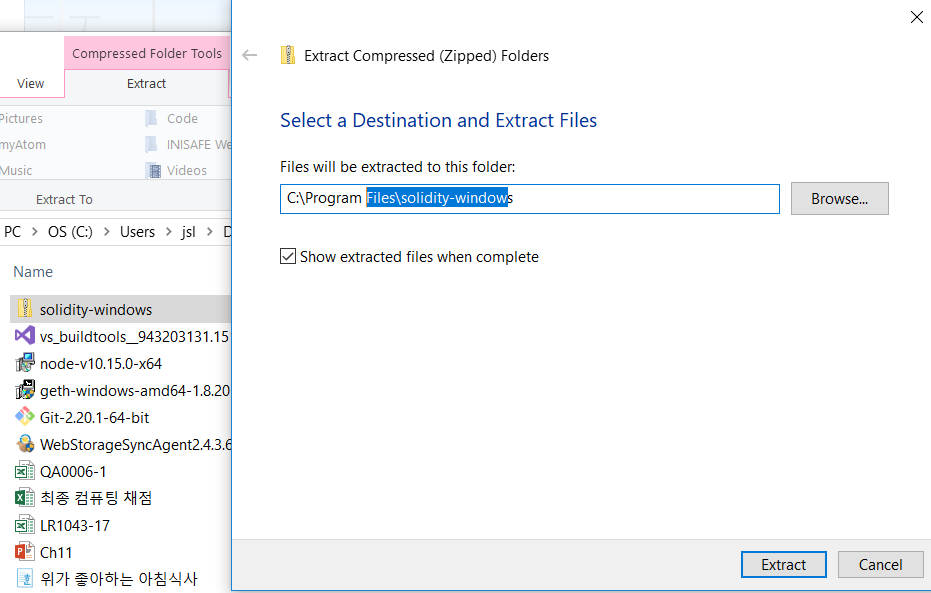 Compressed Folder Tools
View
Extract
Pictures
Code
myAtom
INISAFE We
Music
Videos
Extract To
PC > OS (C:) > Users > jsl > D
Name
solidity-windows
vs_buildtools__943203131.15
node-v10.15.0-x64
geth-windows-amd64-1.8.20
Git-2.20.1-64-bit
WebStorageSyncAgent2.4.3.6
QA0006-1
최종 컴퓨팅 채점
LR1043-17
Ch11
위가 좋아하는 아침식사
Extract Compressed (Zipped) Folders
Select a Destination and Extract Files
Files will be extracted to this folder:
C:\Program Files\solidity-windows
Browse...
Show extracted files when complete
Extract
Cancel